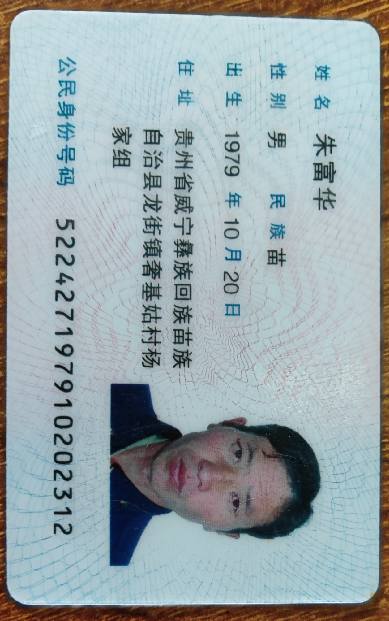 姓名 朱富华
性别 男 民族 苗
出生 1979 年 10 月 20 日
住址 贵州省威宁彝族回族苗族
自治县龙街镇奢基姑村杨
家组
公民身份号码 522427197910202312